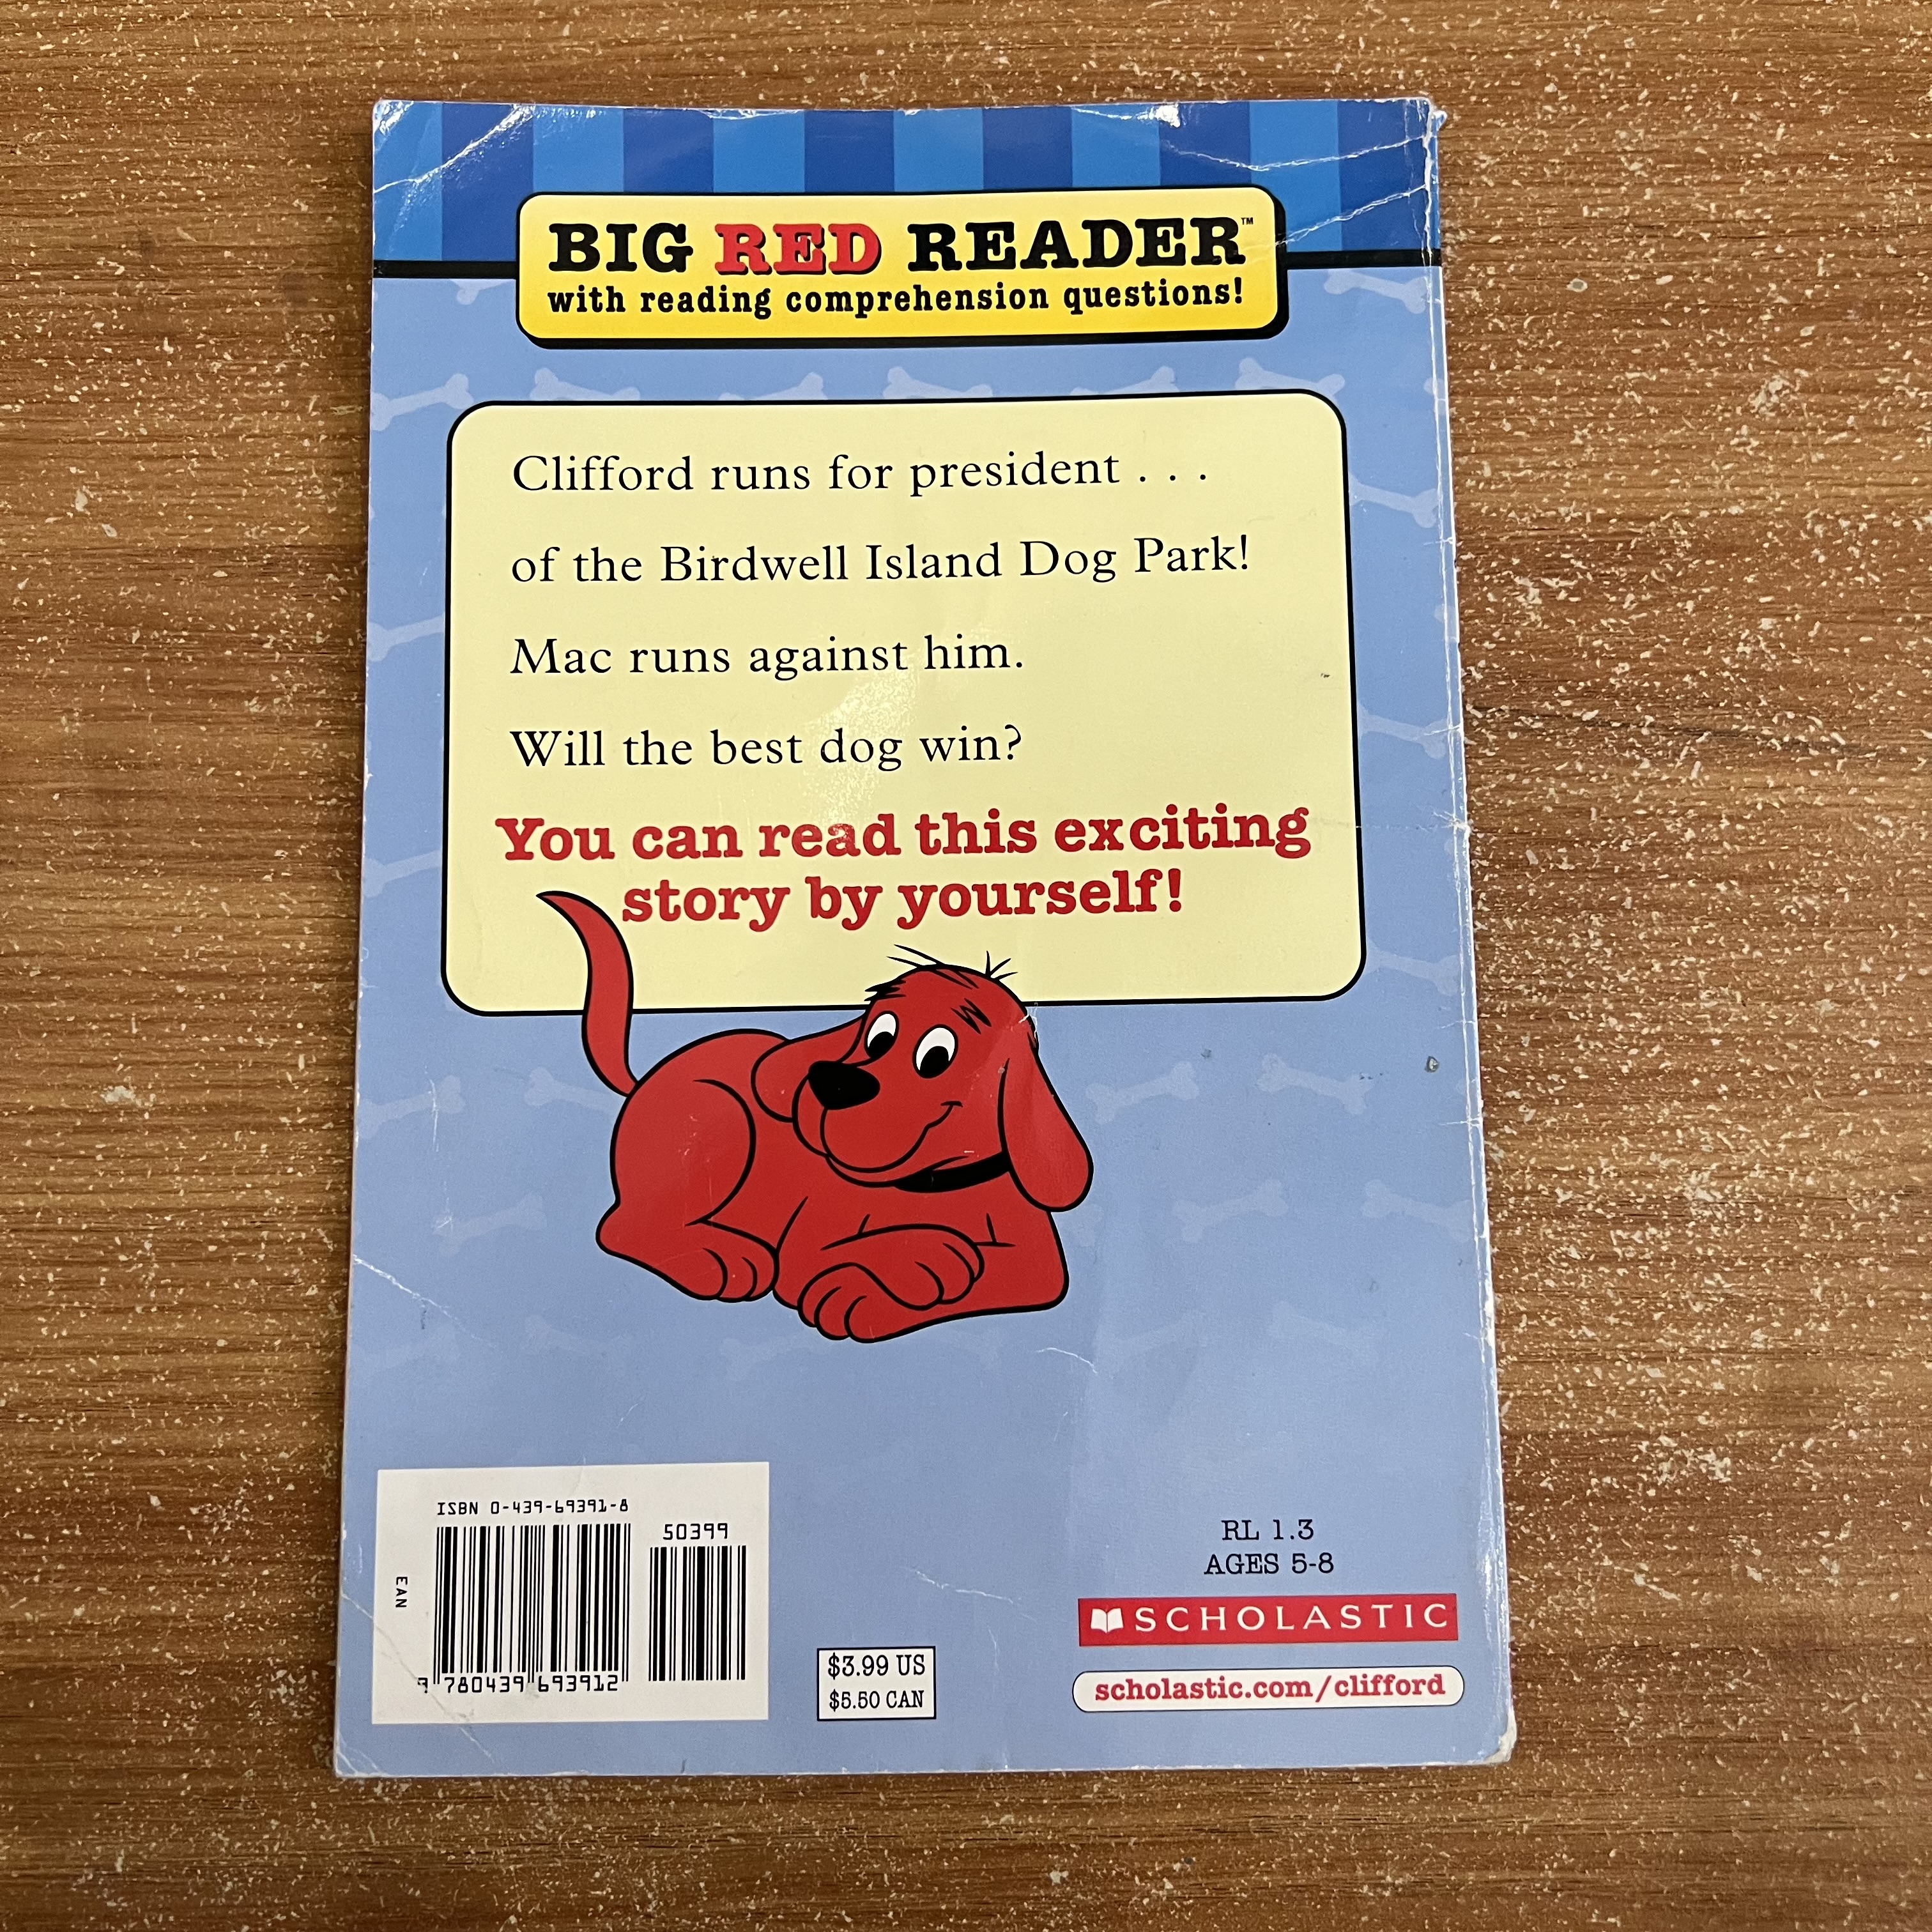 BIG RED READER™
with reading comprehension questions!
Clifford runs for president . . .
of the Birdwell Island Dog Park!
Mac runs against him.
Will the best dog win?
You can read this exciting
story by yourself!
ISBN 0-439-69391-8
50399
EAN
9 780439 693912
$3.99 US
$5.50 CAN
RL 1.3
AGES 5-8
SCHOLASTIC
scholastic.com/clifford